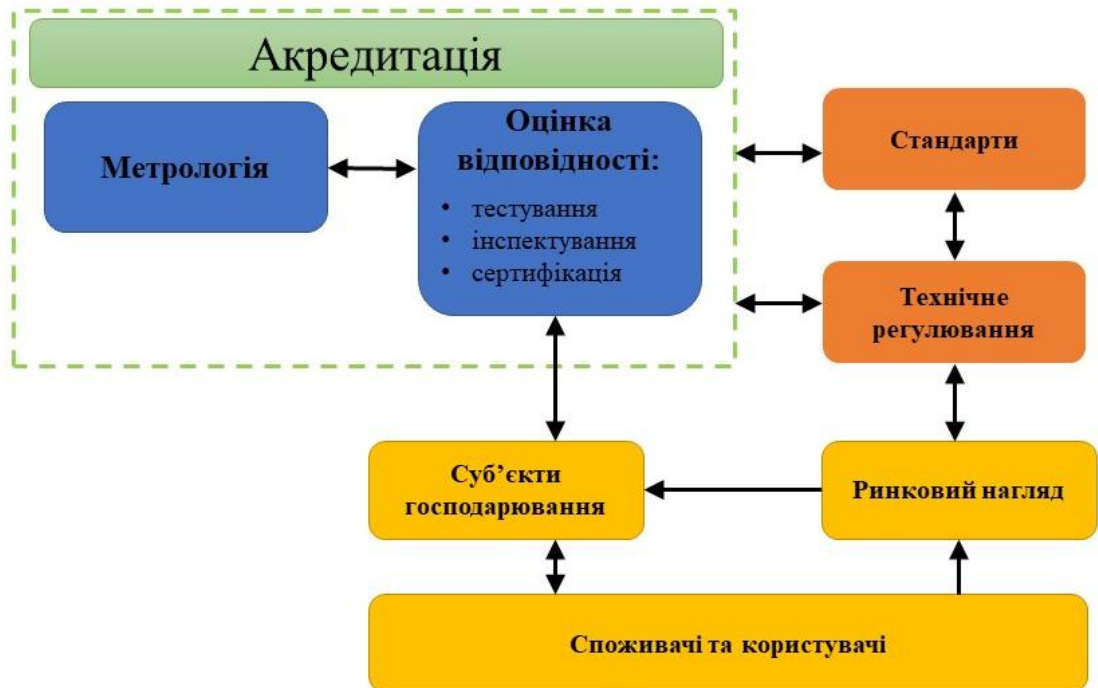 Акредитація
Метрологія
Оцінка
відповідності:
• тестування
• інспектування
• сертифікація
Стандарти
Технічне
регулювання
Суб’єкти
господарювання
Ринковий нагляд
Споживачі та користувачі